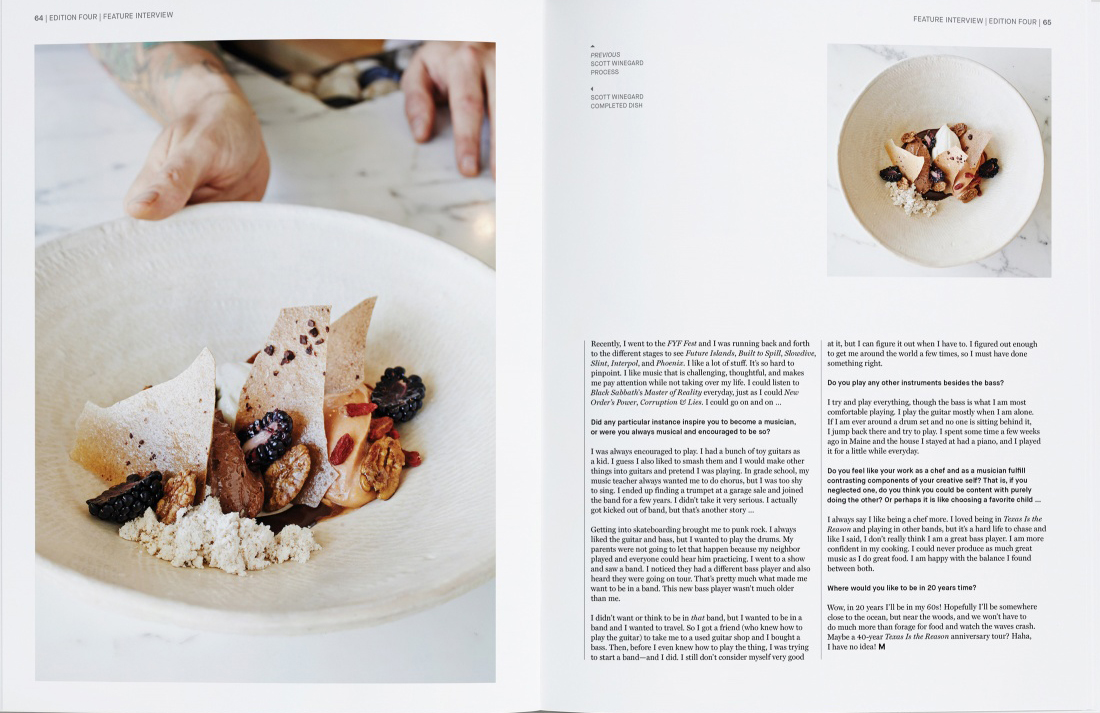 64 | EDITION FOUR | FEATURE INTERVIEW
FEATURE INTERVIEW | EDITION FOUR | 65
PREVIOUS
SCOTT WINEGARD
PROCESS
SCOTT WINEGARD
COMPLETED DISH
Recently, I went to the FYF Fest and I was running back and forth
to the different stages to see Future Islands, Built to Spill, Slowdive,
Slint, Interpol, and Phoenix. I like a lot of stuff. It's so hard to
pinpoint. I like music that is challenging, thoughtful, and makes
me pay attention while not taking over my life. I could listen to
Black Sabbath's Master of Reality everyday, just as I could New
Order's Power, Corruption & Lies. I could go on and on ...
Did any particular instance inspire you to become a musician,
or were you always musical and encouraged to be so?
I was always encouraged to play. I had a bunch of toy guitars as
a kid. I guess I also liked to smash them and I would make other
things into guitars and pretend I was playing. In grade school, my
music teacher always wanted me to do chorus, but I was too shy
to sing. I ended up finding a trumpet at a garage sale and joined
the band for a few years. I didn't take it very serious. I actually
got kicked out of band, but that's another story ...
Getting into skateboarding brought me to punk rock. I always
liked the guitar and bass, but I wanted to play the drums. My
parents were not going to let that happen because my neighbor
played and everyone could hear him practicing. I went to a show
and saw a band. I noticed they had a different bass player and also
heard they were going on tour. That's pretty much what made me
want to be in a band. This new bass player wasn't much older
than me.
I didn't want or think to be in that band, but I wanted to be in a
band and I wanted to travel. So I got a friend (who knew how to
play the guitar) to take me to a used guitar shop and I bought a
bass. Then, before I even knew how to play the thing, I was trying
to start a band—and I did. I still don't consider myself very good
at it, but I can figure it out when I have to. I figured out enough
to get me around the world a few times, so I must have done
something right.
Do you play any other instruments besides the bass?
I try and play everything, though the bass is what I am most
comfortable playing. I play the guitar mostly when I am alone.
If I am ever around a drum set and no one is sitting behind it,
I jump back there and try to play. I spent some time a few weeks
ago in Maine and the house I stayed at had a piano, and I played
it for a little while everyday.
Do you feel like your work as a chef and as a musician fulfill
contrasting components of your creative self? That is, if you
neglected one, do you think you could be content with purely
doing the other? Or perhaps it is like choosing a favorite child ...
I always say I like being a chef more. I loved being in Texas Is the
Reason and playing in other bands, but it's a hard life to chase and
like I said, I don't really think I am a great bass player. I am more
confident in my cooking. I could never produce as much great
music as I do great food. I am happy with the balance I found
between both.
Where would you like to be in 20 years time?
Wow, in 20 years I'll be in my 60s! Hopefully I'll be somewhere
close to the ocean, but near the woods, and we won't have to
do much more than forage for food and watch the waves crash.
Maybe a 40-year Texas Is the Reason anniversary tour? Haha,
I have no idea! M